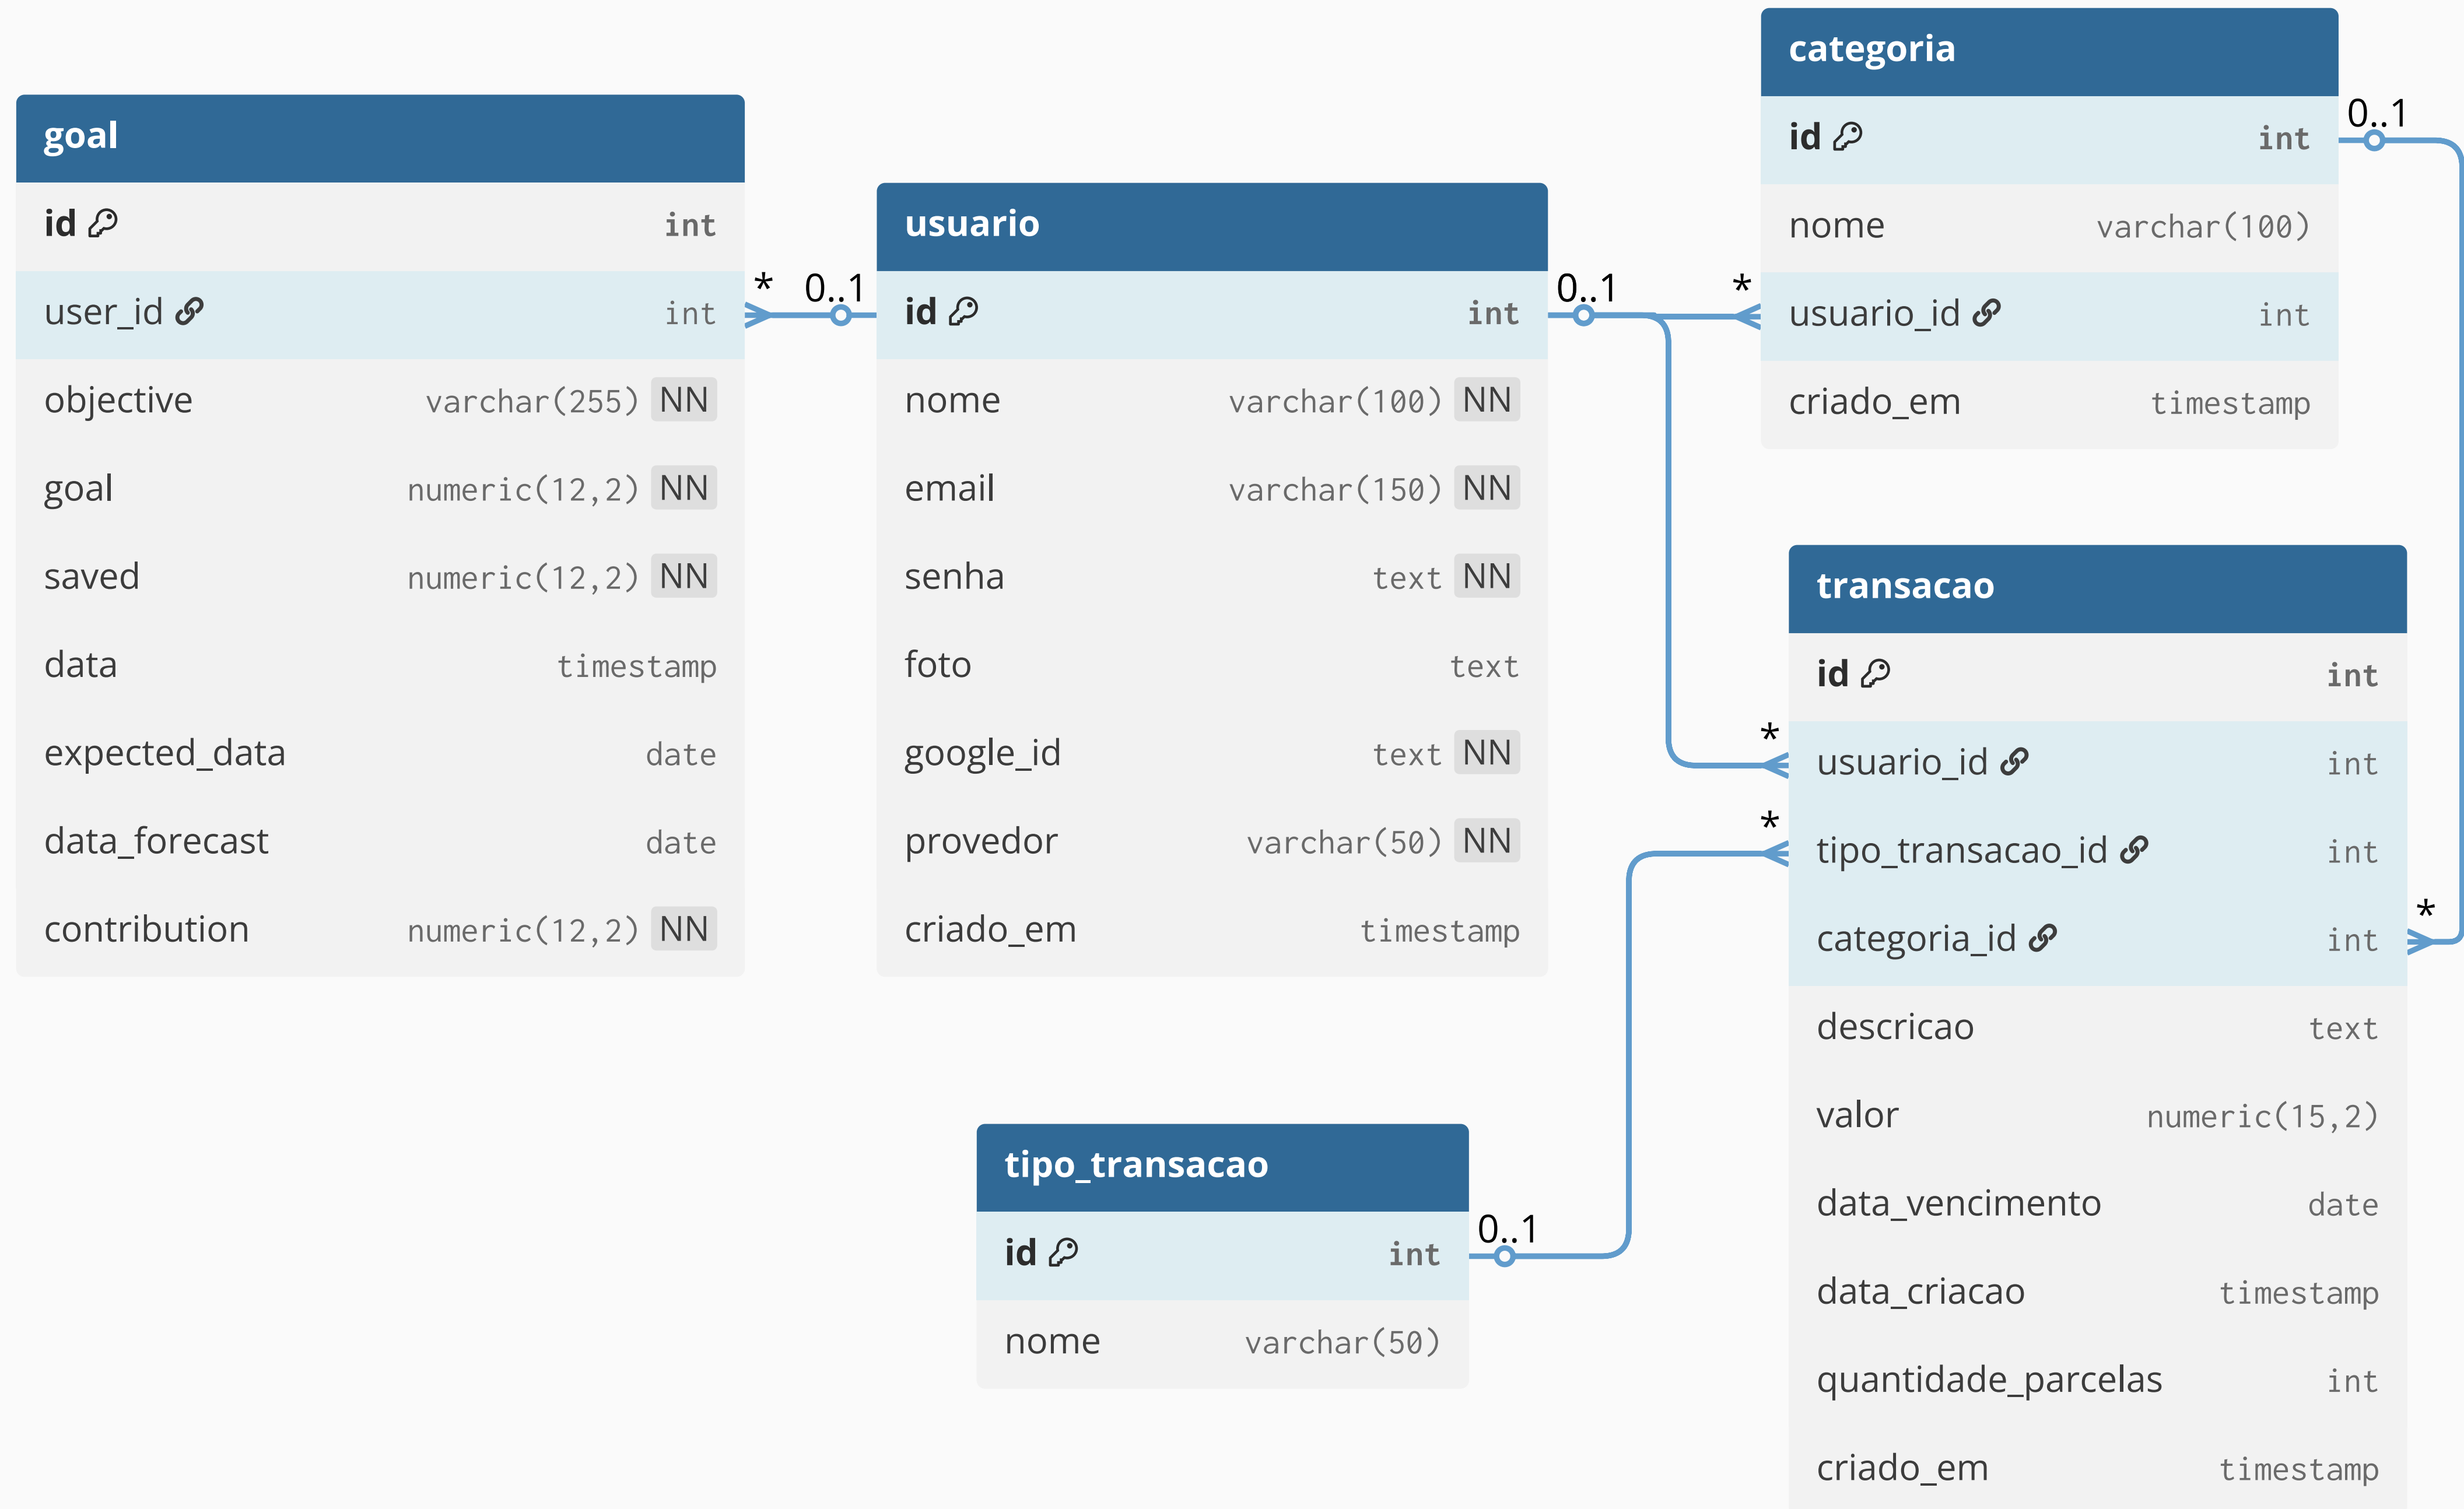 goal
id int
user_id int
objective varchar(255) NN
goal numeric(12,2) NN
saved numeric(12,2) NN
data timestamp
expected_data date
data_forecast date
contribution numeric(12,2) NN
* 0..1
usuario
id int
nome varchar(100) NN
email varchar(150) NN
senha text NN
foto text
google_id text NN
provedor varchar(50) NN
criado_em timestamp
0..1 *
categoria
id int
nome varchar(100)
usuario_id int
criado_em timestamp
0..1
transacao
id int
* usuario_id int
* tipo_transacao_id int
categoria_id int *
descricao text
valor numeric(15,2)
data_vencimento date
data_criacao timestamp
quantidade_parcelas int
criado_em timestamp
tipo_transacao
id int 0..1
nome varchar(50)